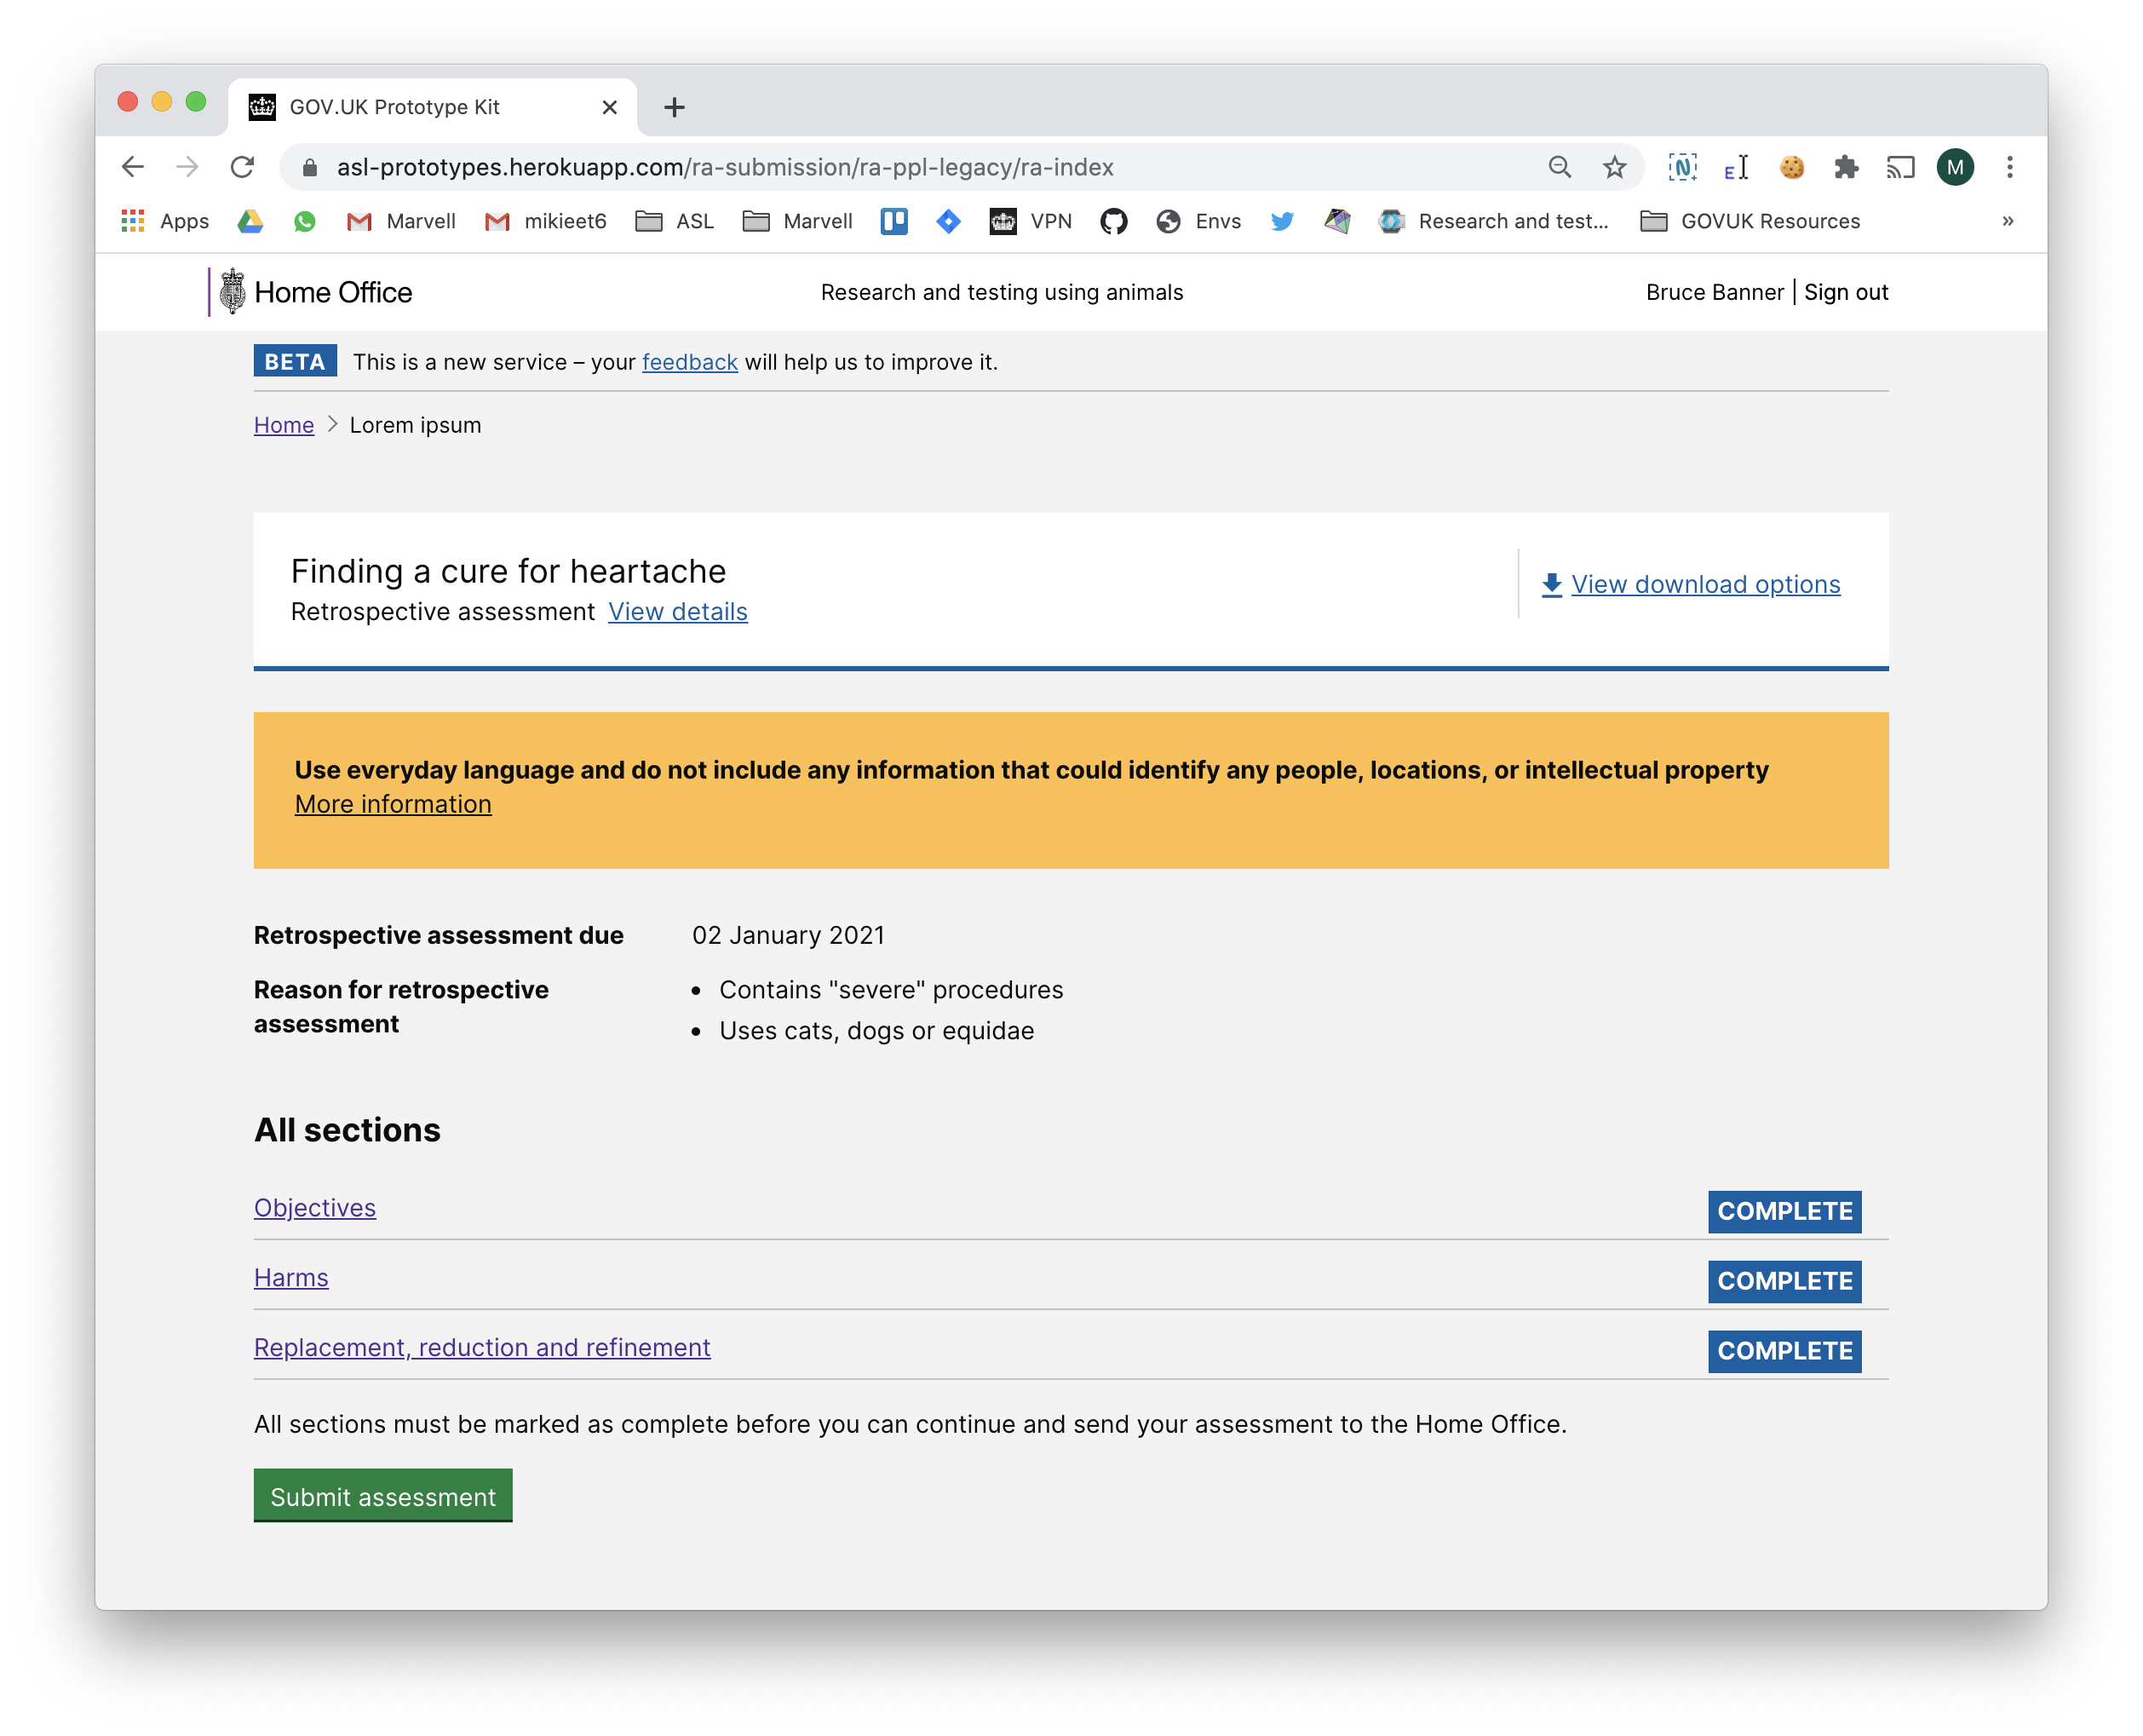 GOV.UK Prototype Kit
asl-prototypes.herokuapp.com/ra-submission/ra-ppl-legacy/ra-index
M
Apps Marvell mikieet6 ASL Marvell VPN Envs Research and test... GOVUK Resources »
Home Office Research and testing using animals Bruce Banner | Sign out
BETA This is a new service – your feedback will help us to improve it.
Home > Lorem ipsum
Finding a cure for heartache
Retrospective assessment View details
View download options
Use everyday language and do not include any information that could identify any people, locations, or intellectual property
More information
Retrospective assessment due 02 January 2021
Reason for retrospective assessment
• Contains "severe" procedures
• Uses cats, dogs or equidae
All sections
Objectives COMPLETE
Harms COMPLETE
Replacement, reduction and refinement COMPLETE
All sections must be marked as complete before you can continue and send your assessment to the Home Office.
Submit assessment